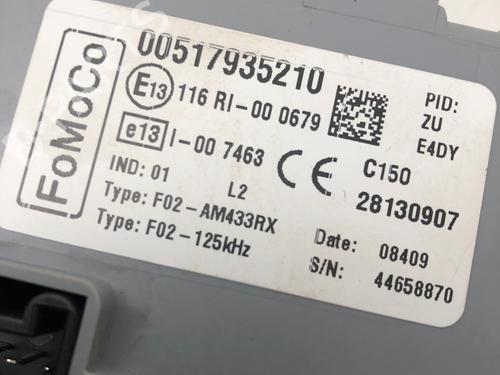 FoMoCo
00517935210
E13 116 RI-00 0679
e13 I-00 7463
IND: 01 L2
Type: F02-AM433RX
Type: F02-125kHz
PID:
ZU
E4DY
CE C150
28130907
Date: 08409
S/N: 44658870